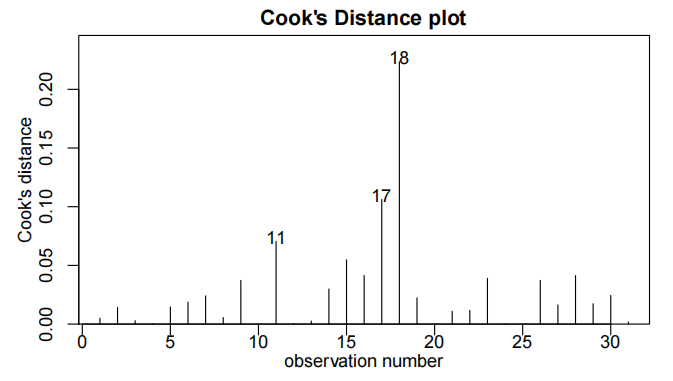 Cook's Distance plot
Cook's distance
0.00 0.05 0.10 0.15 0.20
11
17
18
0 5 10 15 20 25 30
observation number